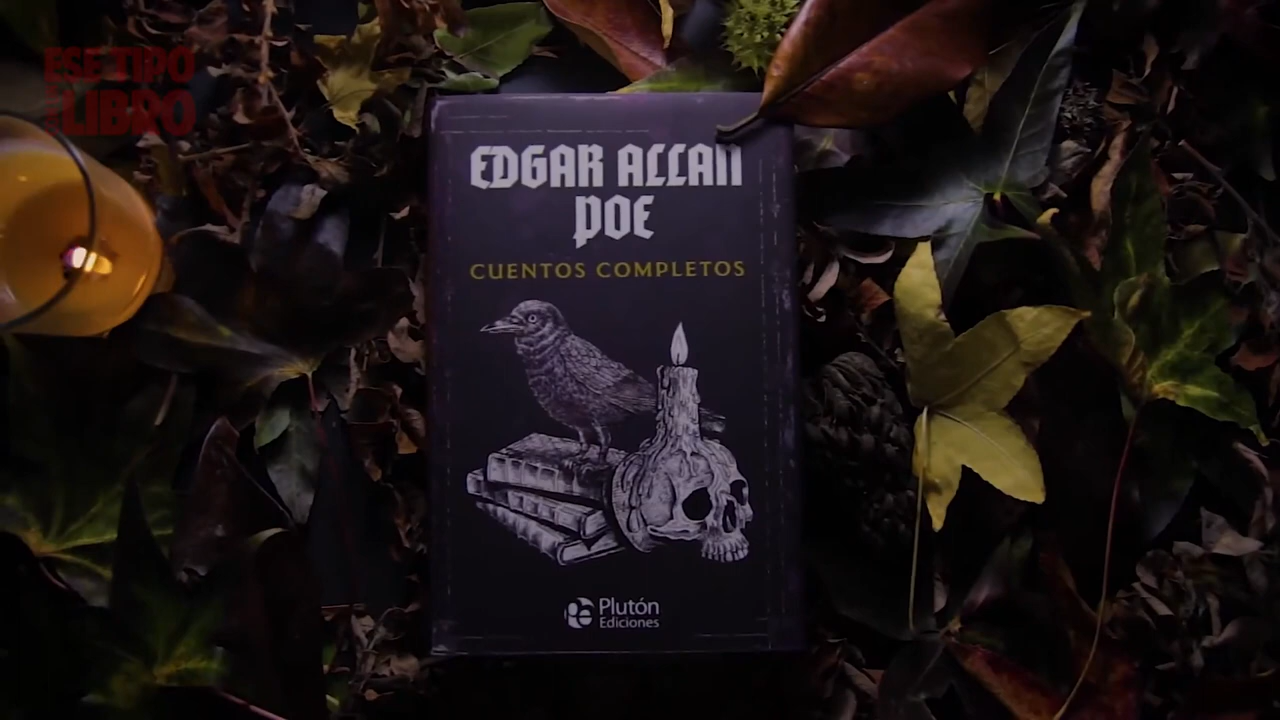 ESE TIPO
LIBRO
EDGAR ALLAN
POE
CUENTOS COMPLETOS
Plutón
Ediciones